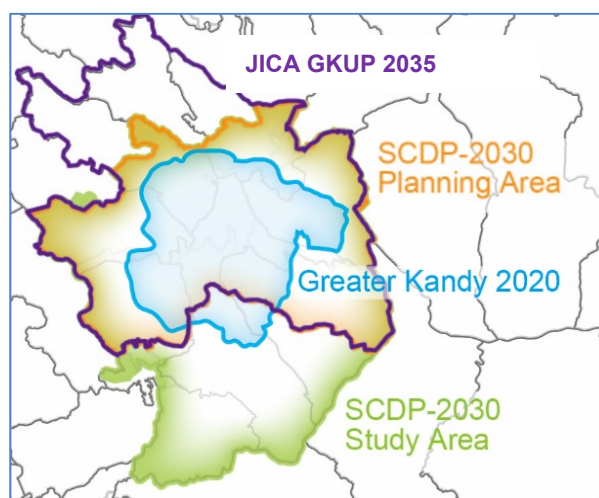 JICA GKUP 2035
SCDP-2030
Planning Area
Greater Kandy 2020
SCDP-2030
Study Area